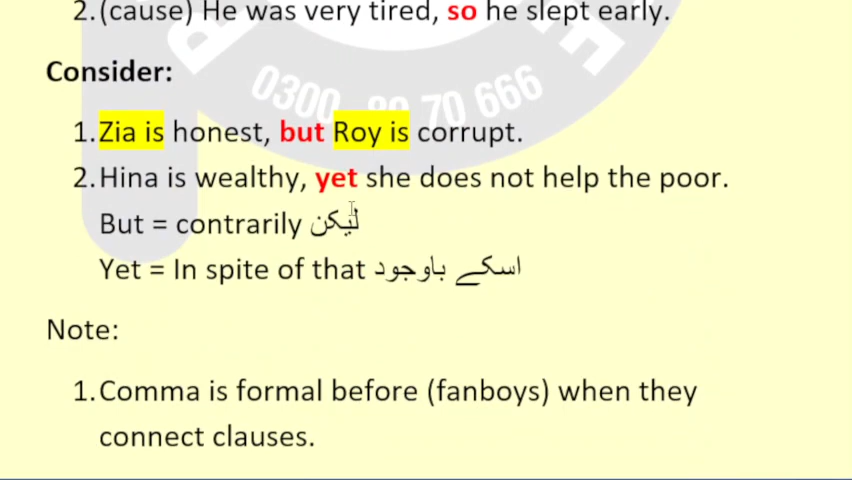 2.(cause) He was very tired, so he slept early.
Consider:
1.Zia is honest, but Roy is corrupt.
2.Hina is wealthy, yet she does not help the poor.
But = contrarily لیکن
Yet = In spite of that اسکے باوجود
Note:
1.Comma is formal before (fanboys) when they
connect clauses.